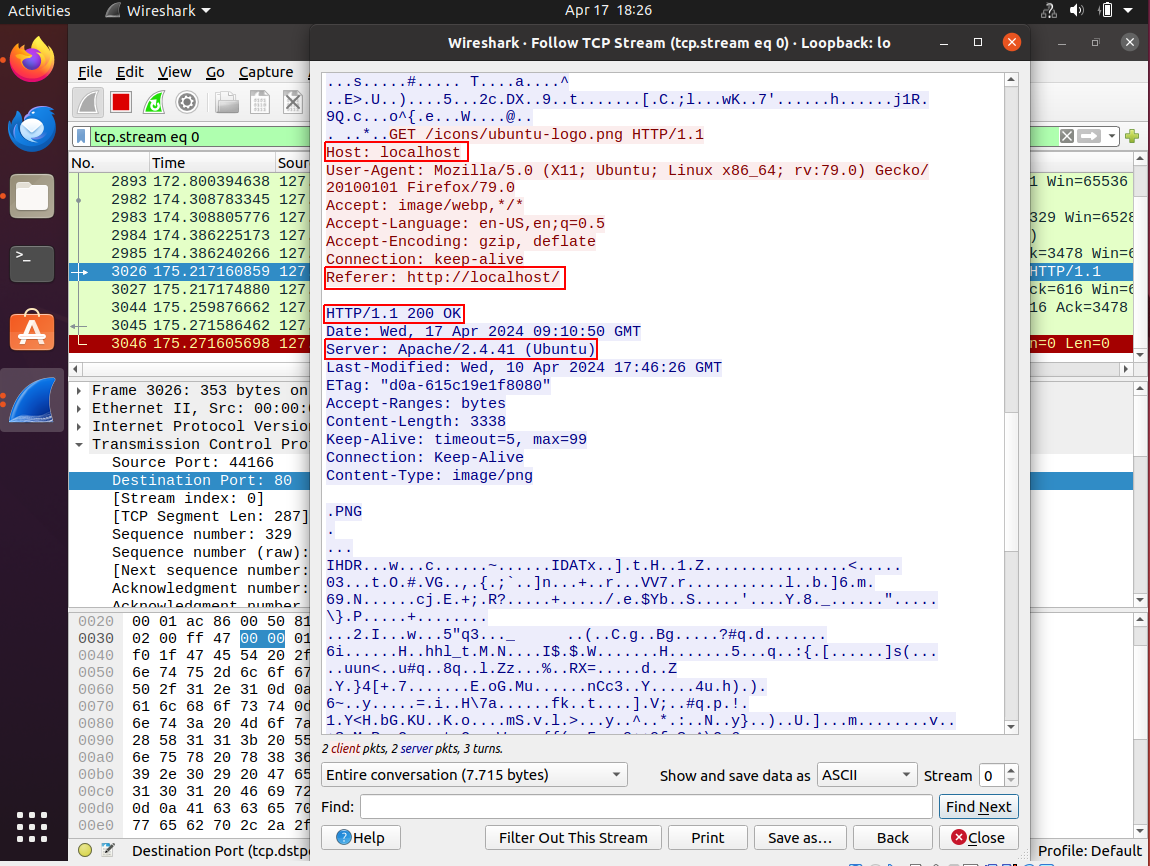 Activities
Wireshark
Apr 17 18:26
Wireshark · Follow TCP Stream (tcp.stream eq 0) · Loopback: lo
File Edit View Go Capture
tcp.stream eq 0
No. Time Sour
2893 172.800394638 127. 1 Win=65536
2982 174.308783345 127.
2983 174.308805776 127. 329 Win=6528
2984 174.386225173 127. )
2985 174.386240266 127. k=3478 Win=6
3026 175.217160859 127. HTTP/1.1
3027 175.217174880 127. ck=616 Win=6
3044 175.259876662 127. 16 Ack=3478
3045 175.271586462 127.
3046 175.271605698 127. n=0 Len=0
Frame 3026: 353 bytes on
Ethernet II, Src: 00:00:
Internet Protocol Versio
Transmission Control Pro
Source Port: 44166
Destination Port: 80
[Stream index: 0]
[TCP Segment Len: 287]
Sequence number: 329
Sequence number (raw):
[Next sequence number:
Acknowledgment number:
Acknowledgment number
0020 00 01 ac 86 00 50 81
0030 02 00 ff 47 00 00 01
0040 f0 1f 47 45 54 20 2f
0050 6e 74 75 2d 6c 6f 67
0060 50 2f 31 2e 31 0d 0a
0070 61 6c 68 6f 73 74 0d
0080 6e 74 3a 20 4d 6f 7a
0090 28 58 31 31 3b 20 55
00a0 6e 75 78 20 78 38 36
00b0 39 2e 30 29 20 47 65
00c0 31 30 31 20 46 69 72
00d0 0d 0a 41 63 63 65 70
00e0 77 65 62 70 2c 2a 2f
Destination Port (tcp.dstp
Profile: Default
...s.....#..... T....a....^
..E>.U..)....5...2c.DX..9..t.......[.C.;l...wK..7'......h......j1R.
9Q.c...o^{.e...W....@..
. ..*..GET /icons/ubuntu-logo.png HTTP/1.1
Host: localhost
User-Agent: Mozilla/5.0 (X11; Ubuntu; Linux x86_64; rv:79.0) Gecko/
20100101 Firefox/79.0
Accept: image/webp,*/*
Accept-Language: en-US,en;q=0.5
Accept-Encoding: gzip, deflate
Connection: keep-alive
Referer: http://localhost/
HTTP/1.1 200 OK
Date: Wed, 17 Apr 2024 09:10:50 GMT
Server: Apache/2.4.41 (Ubuntu)
Last-Modified: Wed, 10 Apr 2024 17:46:26 GMT
ETag: "d0a-615c19e1f8080"
Accept-Ranges: bytes
Content-Length: 3338
Keep-Alive: timeout=5, max=99
Connection: Keep-Alive
Content-Type: image/png
.PNG
.
...
IHDR...w...c......~......IDATx..].t.H..1.Z................<.....
03...t.O.#.VG..,.{.;`..]n...+..r...VV7.r...........l..b.]6.m.
69.N......cj.E.+;.R?.....+...../.e.$Yb..S.....'....Y.8._......".....
\}.P.....+........
...2.I...w...5"q3..._ ..(..C.g..Bg.....?#q.d.......
6i......H..hhl_t.M.N....I$.$.W.......H.......5...q..:{.[......]s(...
...uun<..u#q..8q..l.Zz...%..RX=.....d..Z
.Y.}4[+.7.......E.oG.Mu......nCc3..Y.....4u.h).).
6~..y.....=.i..H\7a......fk..t....].V;..#q.p.!.
1.Y<H.bG.KU..K.o....mS.v.l.>...y..^..*.:..N..y}..)..U.]...m........v..
2 client pkts, 2 server pkts, 3 turns.
Entire conversation (7.715 bytes)
Show and save data as ASCII Stream 0
Find:
Find Next
Help
Filter Out This Stream
Print
Save as…
Back
Close